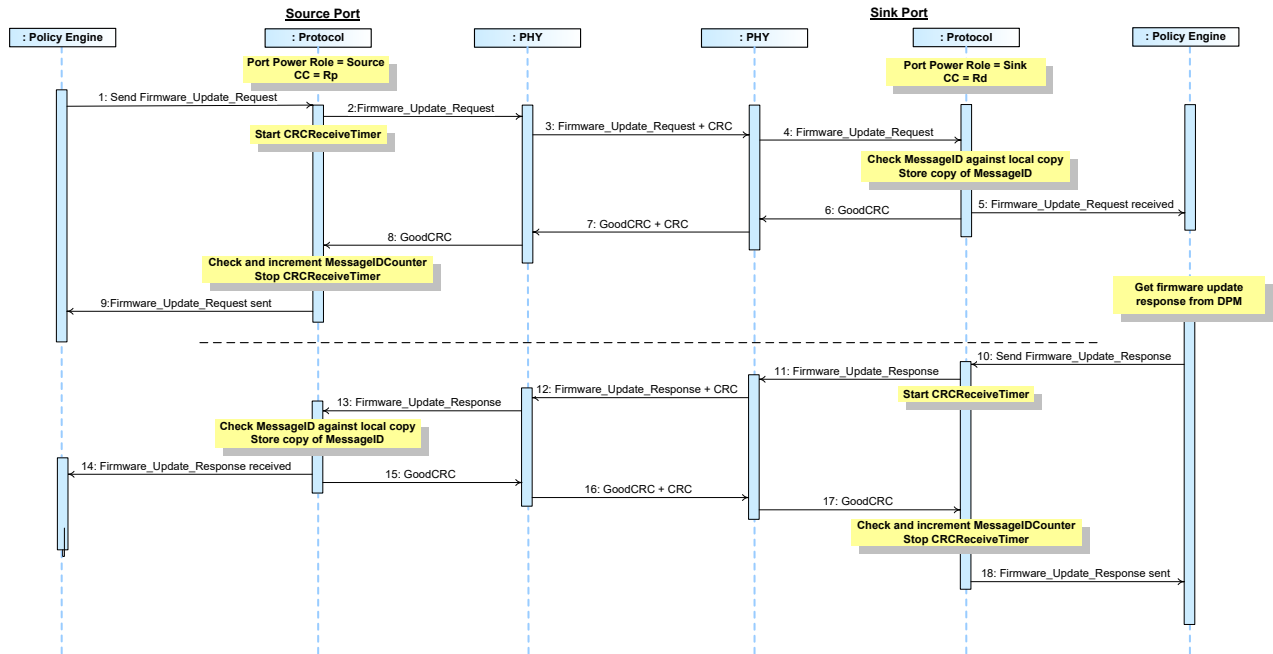 Source Port
Sink Port
: Policy Engine
: Protocol
: PHY
: PHY
: Protocol
: Policy Engine
Port Power Role = Source
CC = Rp
Port Power Role = Sink
CC = Rd
1: Send Firmware_Update_Request
2:Firmware_Update_Request
Start CRCReceiveTimer
3: Firmware_Update_Request + CRC
4: Firmware_Update_Request
Check MessageID against local copy
Store copy of MessageID
5: Firmware_Update_Request received
6: GoodCRC
7: GoodCRC + CRC
8: GoodCRC
Check and increment MessageIDCounter
Stop CRCReceiveTimer
9:Firmware_Update_Request sent
Get firmware update
response from DPM
10: Send Firmware_Update_Response
11: Firmware_Update_Response
Start CRCReceiveTimer
12: Firmware_Update_Response + CRC
13: Firmware_Update_Response
Check MessageID against local copy
Store copy of MessageID
14: Firmware_Update_Response received
15: GoodCRC
16: GoodCRC + CRC
17: GoodCRC
Check and increment MessageIDCounter
Stop CRCReceiveTimer
18: Firmware_Update_Response sent